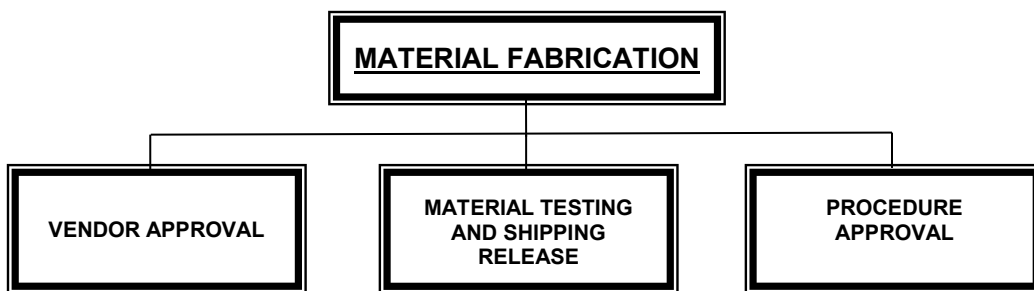 MATERIAL FABRICATION
VENDOR APPROVAL
MATERIAL TESTING
AND SHIPPING
RELEASE
PROCEDURE
APPROVAL